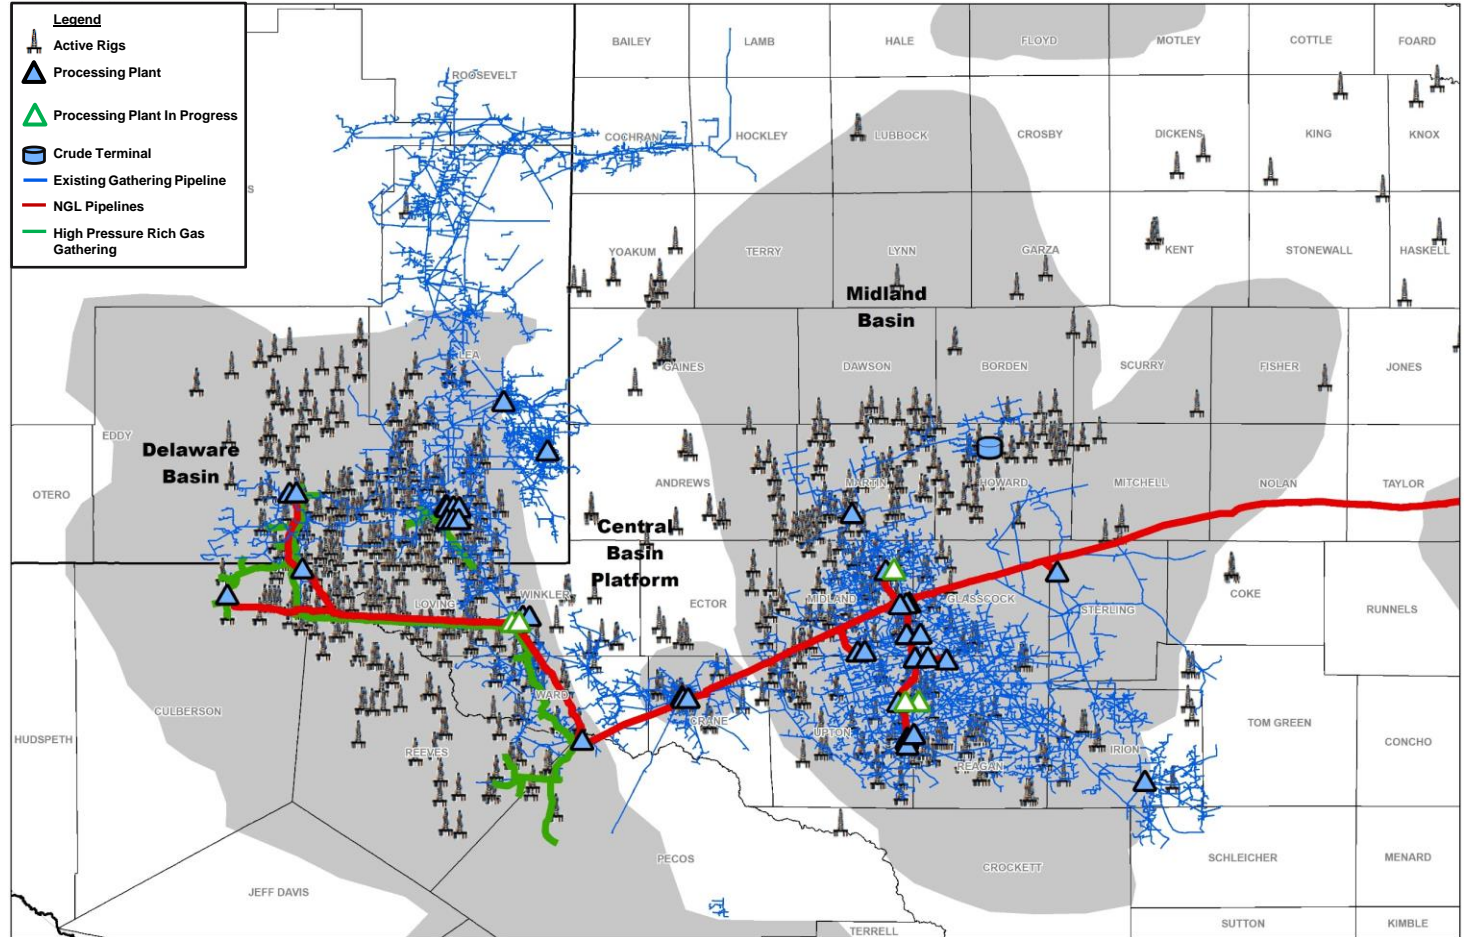 Legend
Active Rigs
Processing Plant
Processing Plant In Progress
Crude Terminal
Existing Gathering Pipeline
NGL Pipelines
High Pressure Rich Gas
Gathering
S
ROOSEVELT
BAILEY
LAMB
HALE
FLOYD
MOTLEY
COTTLE
FOARD
COCHRAN
HOCKLEY
LUBBOCK
CROSBY
DICKENS
KING
KNOX
YOAKUM
TERRY
LYNN
GARZA
KENT
STONEWALL
HASKELL
Midland
Basin
LEA
GAINES
DAWSON
BORDEN
SCURRY
FISHER
JONES
EDDY
Delaware
Basin
OTERO
ANDREWS
MARTIN
HOWARD
MITCHELL
NOLAN
TAYLOR
Central
Basin
Platform
LOVING
WINKLER
ECTOR
MIDLAND
GLASSCOCK
STERLING
COKE
RUNNELS
CULBERSON
HUDSPETH
REEVES
WARD
CRANE
UPTON
REAGAN
IRION
TOM GREEN
CONCHO
JEFF DAVIS
PECOS
CROCKETT
SCHLEICHER
MENARD
TERRELL
SUTTON
KIMBLE